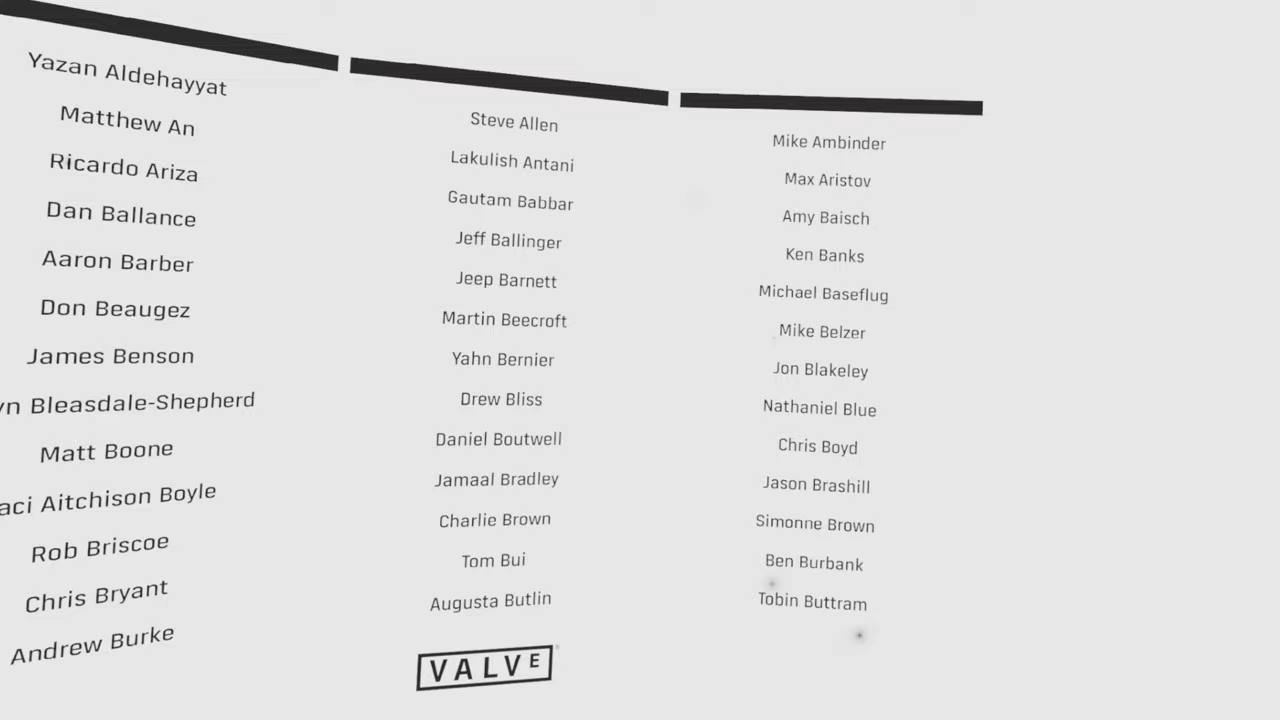 Yazan Aldehayyat
Matthew An
Ricardo Ariza
Dan Ballance
Aaron Barber
Don Beaugez
James Benson
Bleasdale-Shepherd
Matt Boone
Aitchison Boyle
Rob Briscoe
Chris Bryant
Andrew Burke
Steve Allen
Lakulish Antani
Gautam Babbar
Jeff Ballinger
Jeep Barnett
Martin Beecroft
Yahn Bernier
Drew Bliss
Daniel Boutwell
Jamaal Bradley
Charlie Brown
Tom Bui
Augusta Butlin
VALVE
Mike Ambinder
Max Aristov
Amy Baisch
Ken Banks
Michael Baseflug
Mike Belzer
Jon Blakeley
Nathaniel Blue
Chris Boyd
Jason Brashill
Simonne Brown
Ben Burbank
Tobin Buttram